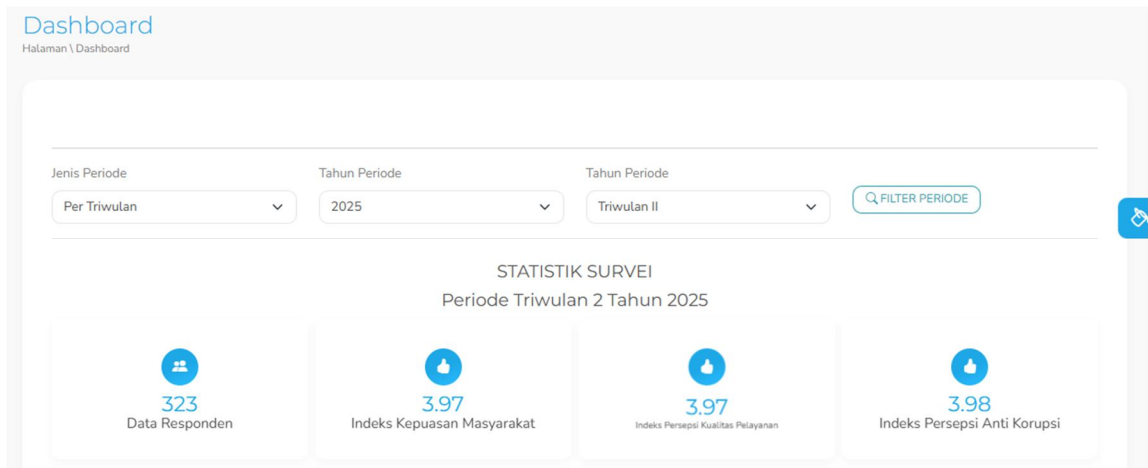 Dashboard
Halaman \ Dashboard
Jenis Periode Tahun Periode Tahun Periode
Per Triwulan 2025 Triwulan II FILTER PERIODE
STATISTIK SURVEI
Periode Triwulan 2 Tahun 2025
323 3.97 3.97 3.98
Data Responden Indeks Kepuasan Masyarakat Indeks Persepsi Kualitas Pelayanan Indeks Persepsi Anti Korupsi